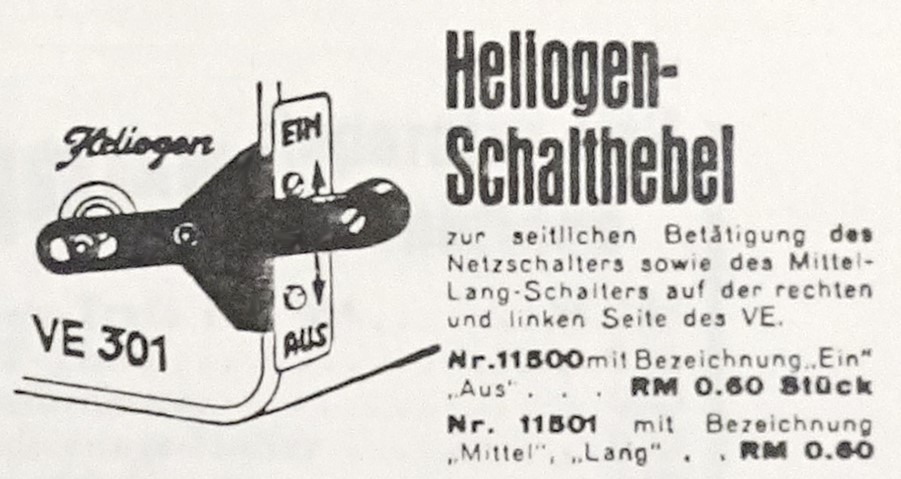 Heliogen
EIN
AUS
VE 301
Heliogen-
Schalthebel
zur seitlichen Betätigung des
Netzschalters sowie des Mittel-
Lang-Schalters auf der rechten
und linken Seite des VE.
Nr.11500 mit Bezeichnung „Ein“
„Aus“ . . . RM 0.60 Stück
Nr. 11501 mit Bezeichnung
„Mittel“, „Lang“ . . RM 0.60